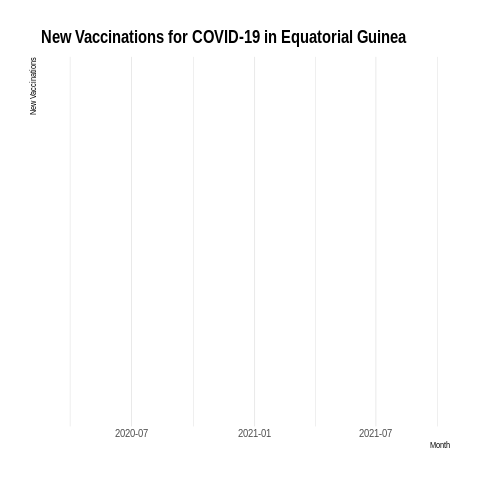 New Vaccinations for COVID-19 in Equatorial Guinea
New Vaccinations
2020-07
2021-01
2021-07
Month